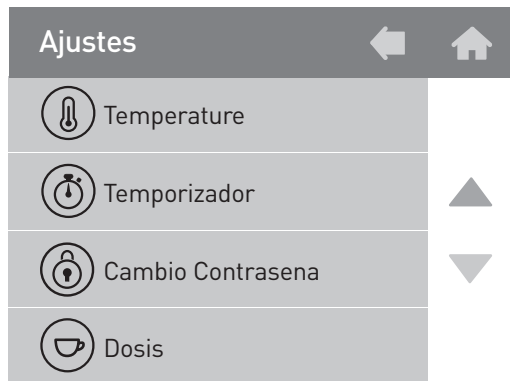 Ajustes
Temperature
Temporizador
Cambio Contrasena
Dosis